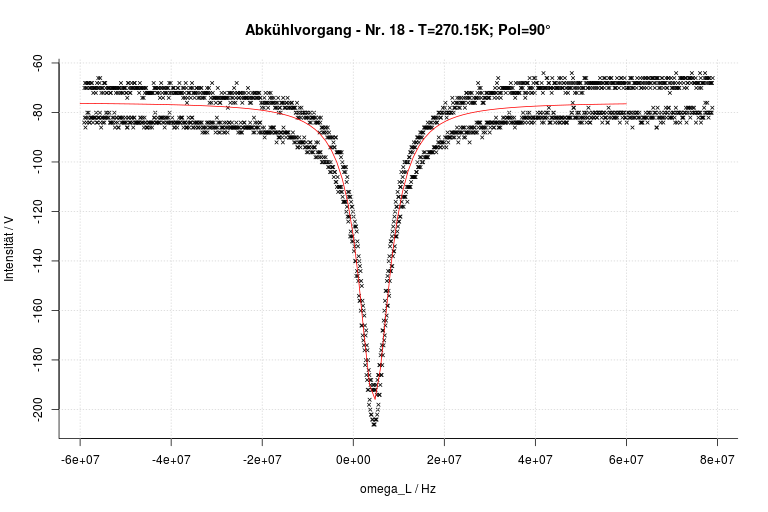 Abkühlvorgang - Nr. 18 - T=270.15K; Pol=90°
Intensität / V
-60
-80
-100
-120
-140
-160
-180
-200
-6e+07 -4e+07 -2e+07 0e+00 2e+07 4e+07 6e+07 8e+07
omega_L / Hz